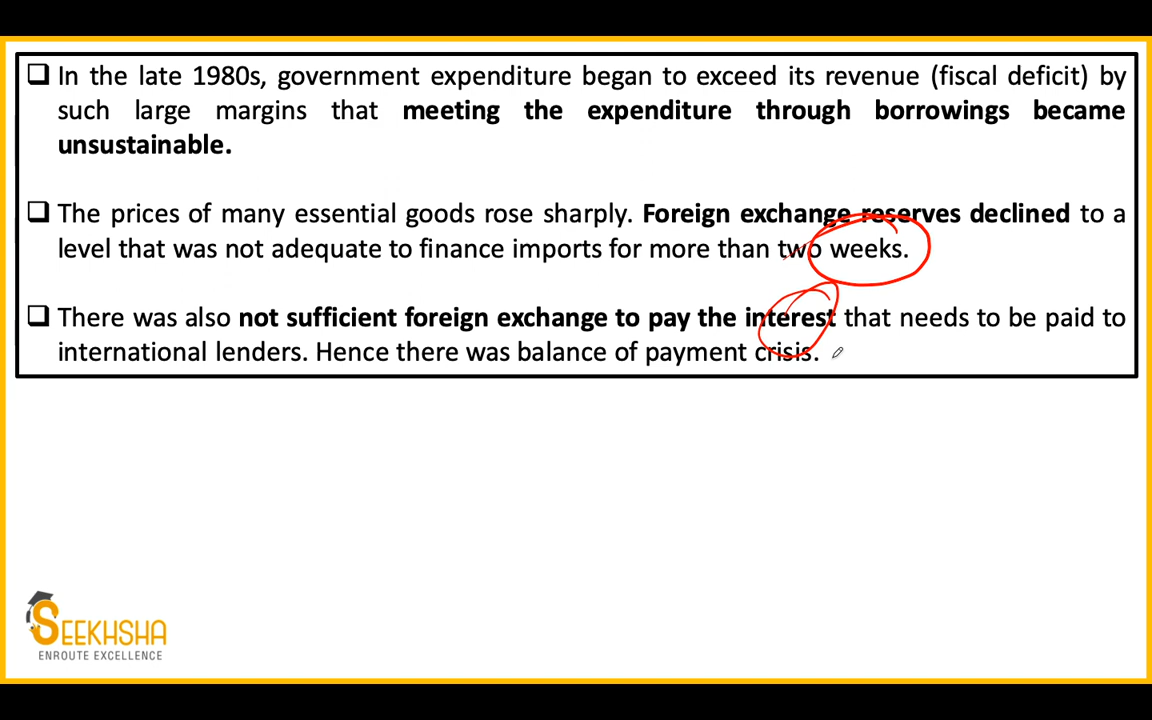 ❑ In the late 1980s, government expenditure began to exceed its revenue (fiscal deficit) by
such large margins that meeting the expenditure through borrowings became
unsustainable.
❑ The prices of many essential goods rose sharply. Foreign exchange reserves declined to a
level that was not adequate to finance imports for more than two weeks.
❑ There was also not sufficient foreign exchange to pay the interest that needs to be paid to
international lenders. Hence there was balance of payment crisis.
SEEKHSHA
ENROUTE EXCELLENCE